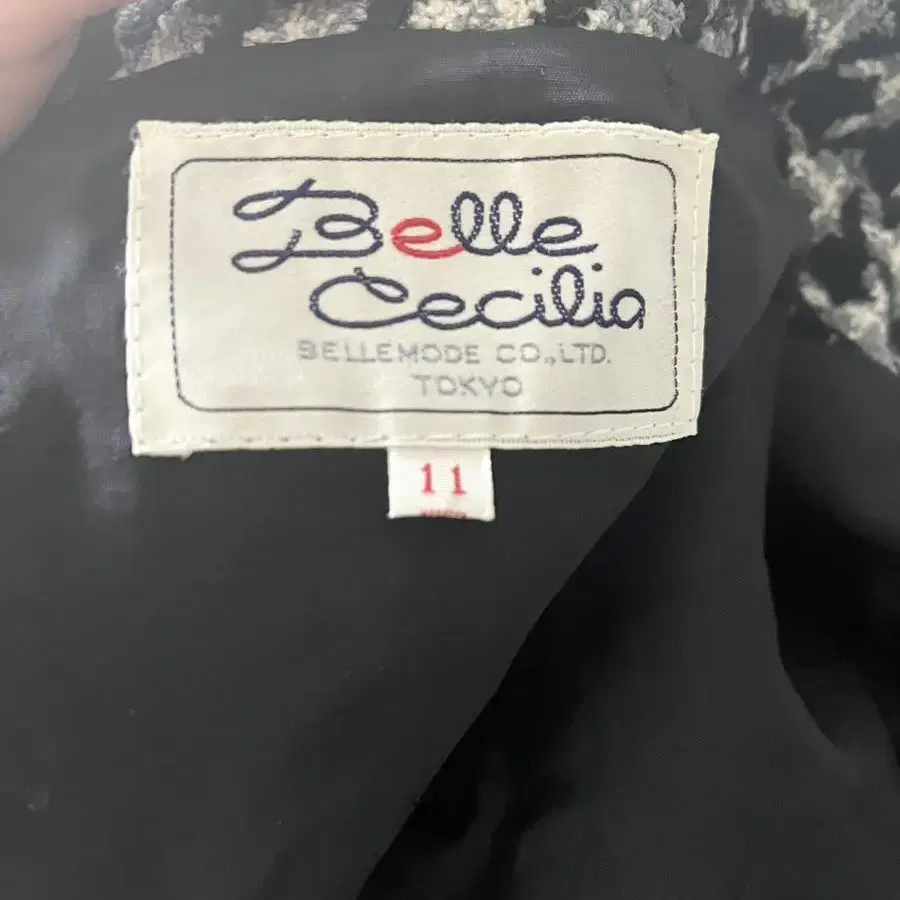 Belle
Cecilia
BELLEMODE CO.,LTD.
TOKYO
11